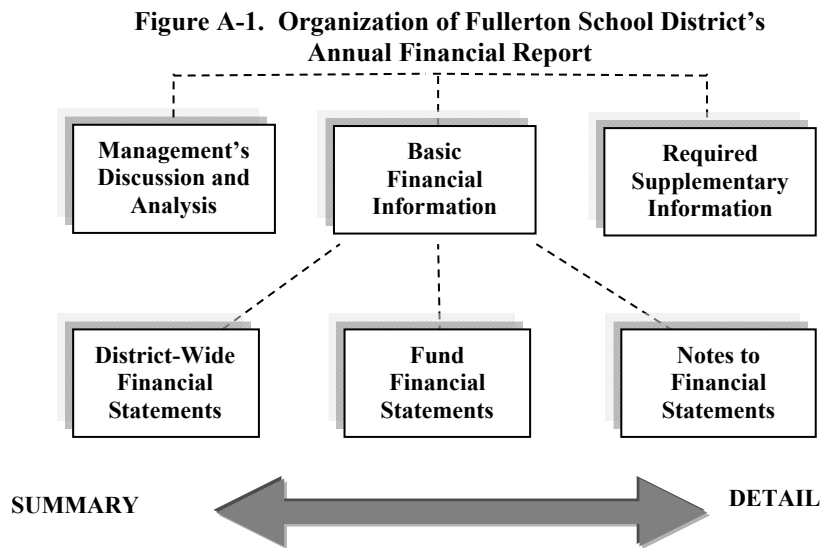 Figure A-1. Organization of Fullerton School District's
Annual Financial Report
Management's
Discussion and
Analysis
Basic
Financial
Information
Required
Supplementary
Information
District-Wide
Financial
Statements
Fund
Financial
Statements
Notes to
Financial
Statements
SUMMARY
DETAIL